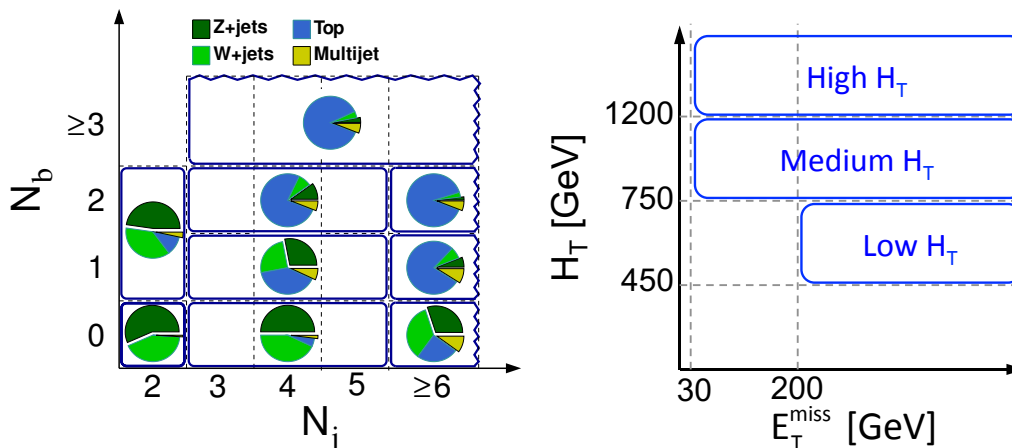 Z+jets
Top
W+jets
Multijet
≥3
2
1
0
N_b
2
3
4
5
≥6
N_j
High H_T
1200
Medium H_T
750
Low H_T
450
H_T [GeV]
30
200
E_T^miss [GeV]